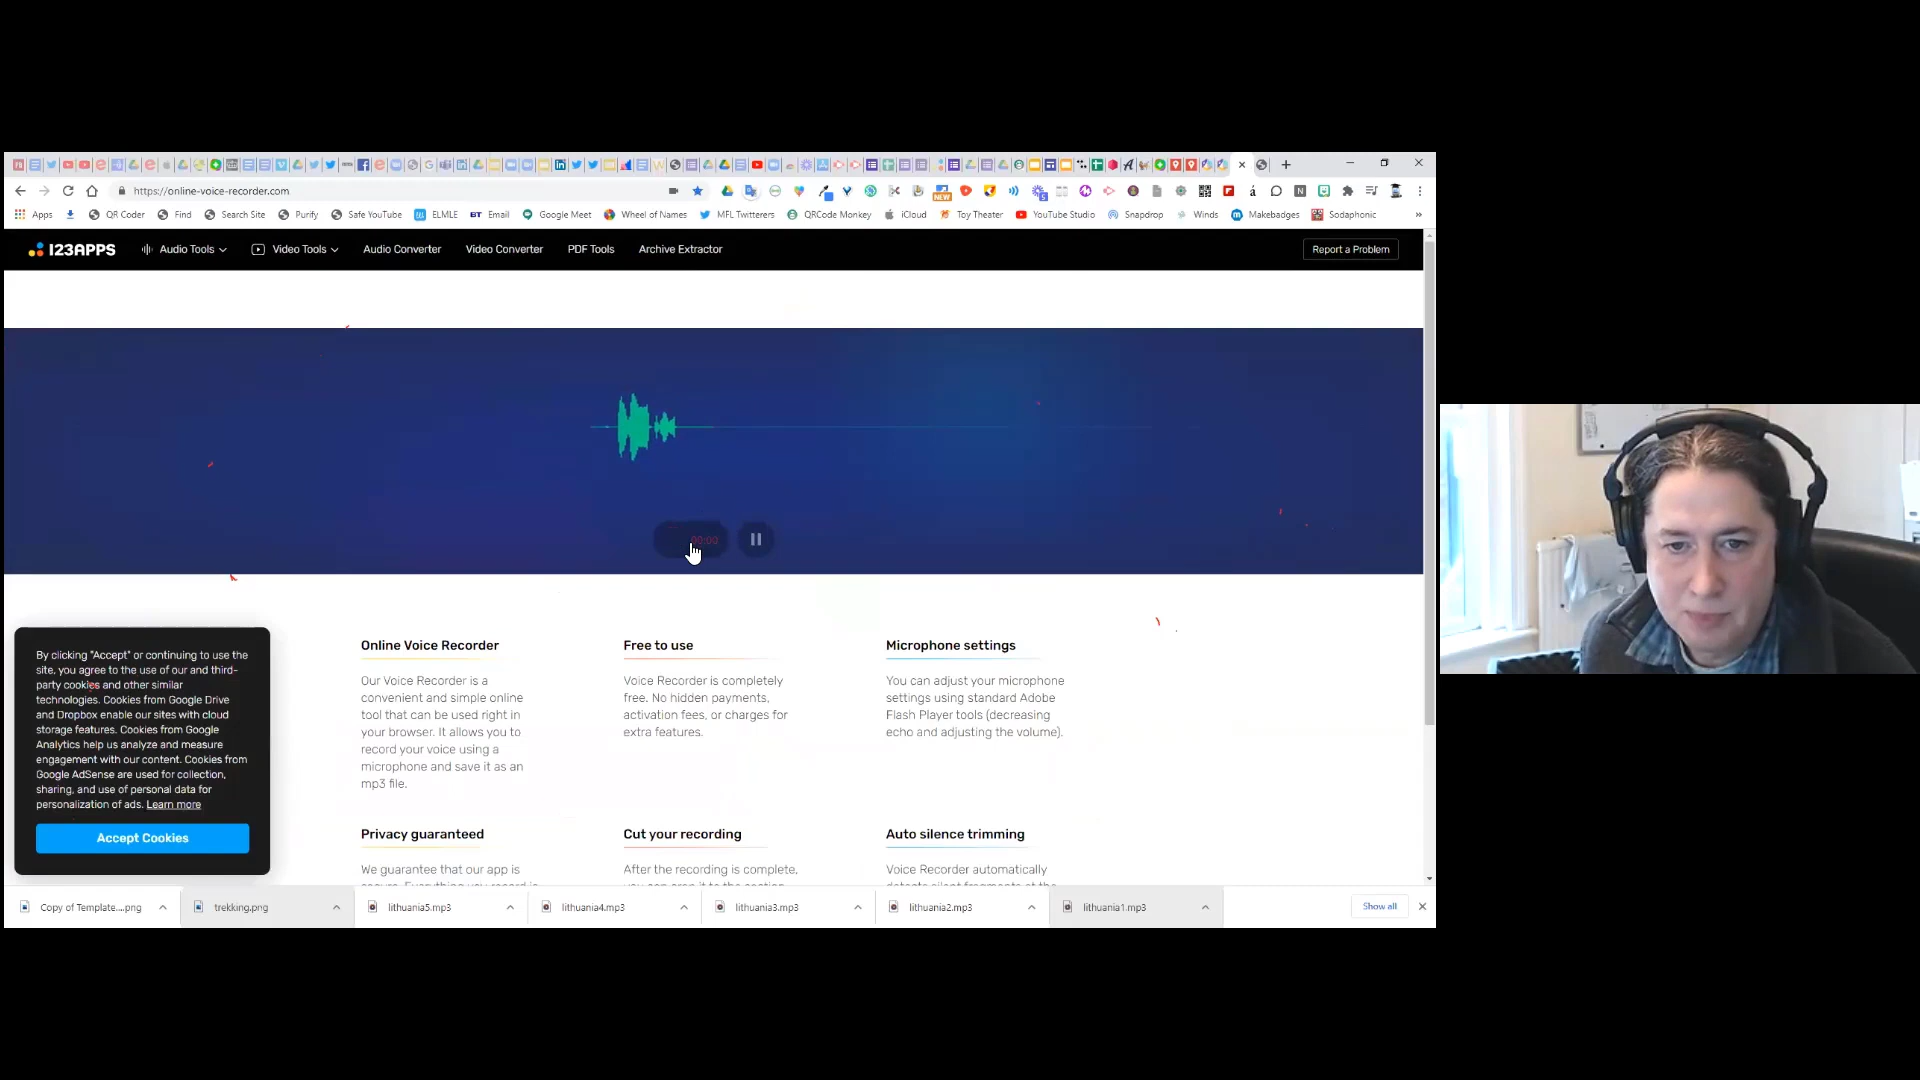 https://online-voice-recorder.com
Apps
QR Coder
Find
Search Site
Purify
Safe YouTube
ELMLE
BT Email
Google Meet
Wheel of Names
MFL Twitterers
QRCode Monkey
iCloud
Toy Theater
YouTube Studio
Snapdrop
Winds
Makebadges
Sodaphonic
»
123APPS
Audio Tools
Video Tools
Audio Converter
Video Converter
PDF Tools
Archive Extractor
Report a Problem
00:00
By clicking "Accept" or continuing to use the
site, you agree to the use of our and third-
party cookies and other similar
technologies. Cookies from Google Drive
and Dropbox enable our sites with cloud
storage features. Cookies from Google
Analytics help us analyze and measure
engagement with our content. Cookies from
Google AdSense are used for collection,
sharing, and use of personal data for
personalization of ads. Learn more
Accept Cookies
Online Voice Recorder
Our Voice Recorder is a
convenient and simple online
tool that can be used right in
your browser. It allows you to
record your voice using a
microphone and save it as an
mp3 file.
Free to use
Voice Recorder is completely
free. No hidden payments,
activation fees, or charges for
extra features.
Microphone settings
You can adjust your microphone
settings using standard Adobe
Flash Player tools (decreasing
echo and adjusting the volume).
Privacy guaranteed
We guarantee that our app is
Cut your recording
After the recording is complete,
Auto silence trimming
Voice Recorder automatically
Copy of Template....png
trekking.png
lithuania5.mp3
lithuania4.mp3
lithuania3.mp3
lithuania2.mp3
lithuania1.mp3
Show all